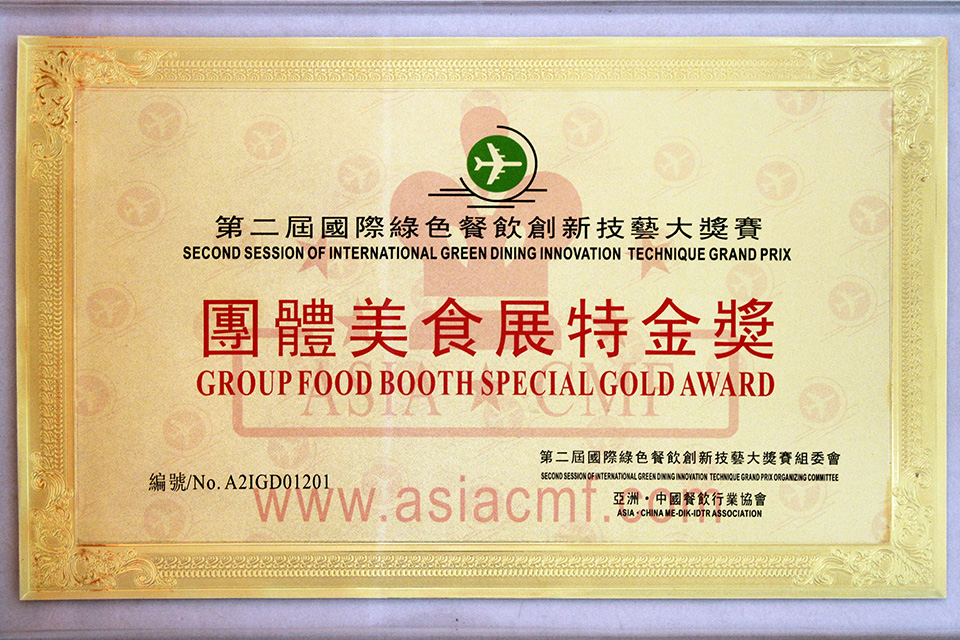 第二屆國際綠色餐飲創新技藝大獎賽
SECOND SESSION OF INTERNATIONAL GREEN DINING INNOVATION TECHNIQUE GRAND PRIX
團體美食展特金獎
GROUP FOOD BOOTH SPECIAL GOLD AWARD
ASIA CMF
第二屆國際綠色餐飲創新技藝大獎賽組委會
SECOND SESSION OF INTERNATIONAL GREEN DINING INNOVATION TECHNIQUE GRAND PRIX ORGANIZING COMMITTEE
編號/No. A2IGD01201
亞洲·中國餐飲行業協會
www.asiacmf.com
ASIA·CHINA ME-DIK-IDTR ASSOCIATION